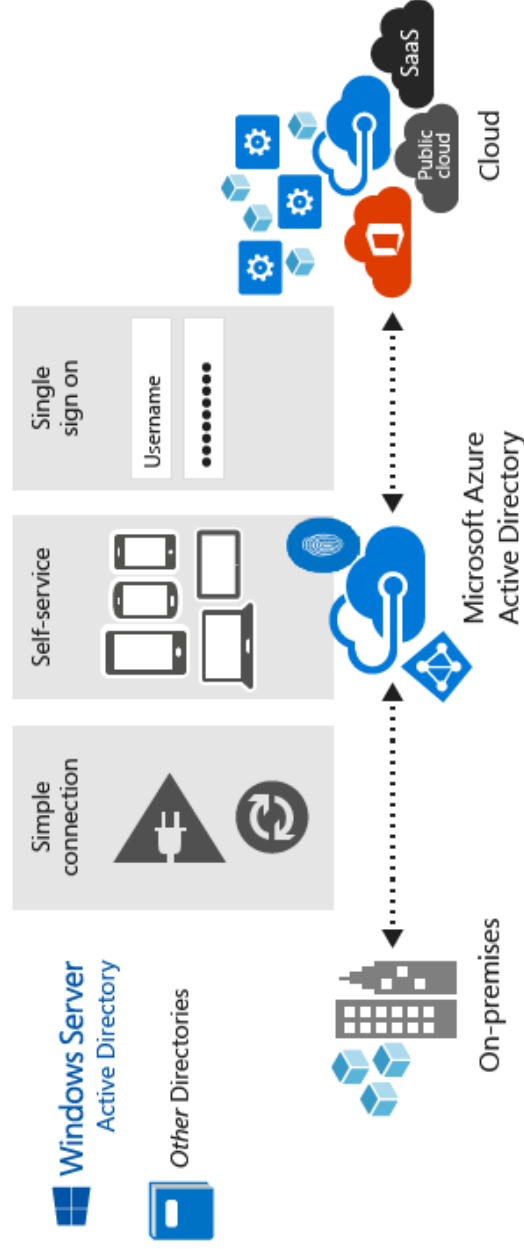 Windows Server
Active Directory
Other Directories
Simple
connection
Self-service
Single
sign on
Username
On-premises
Microsoft Azure
Active Directory
Public
cloud
SaaS
Cloud